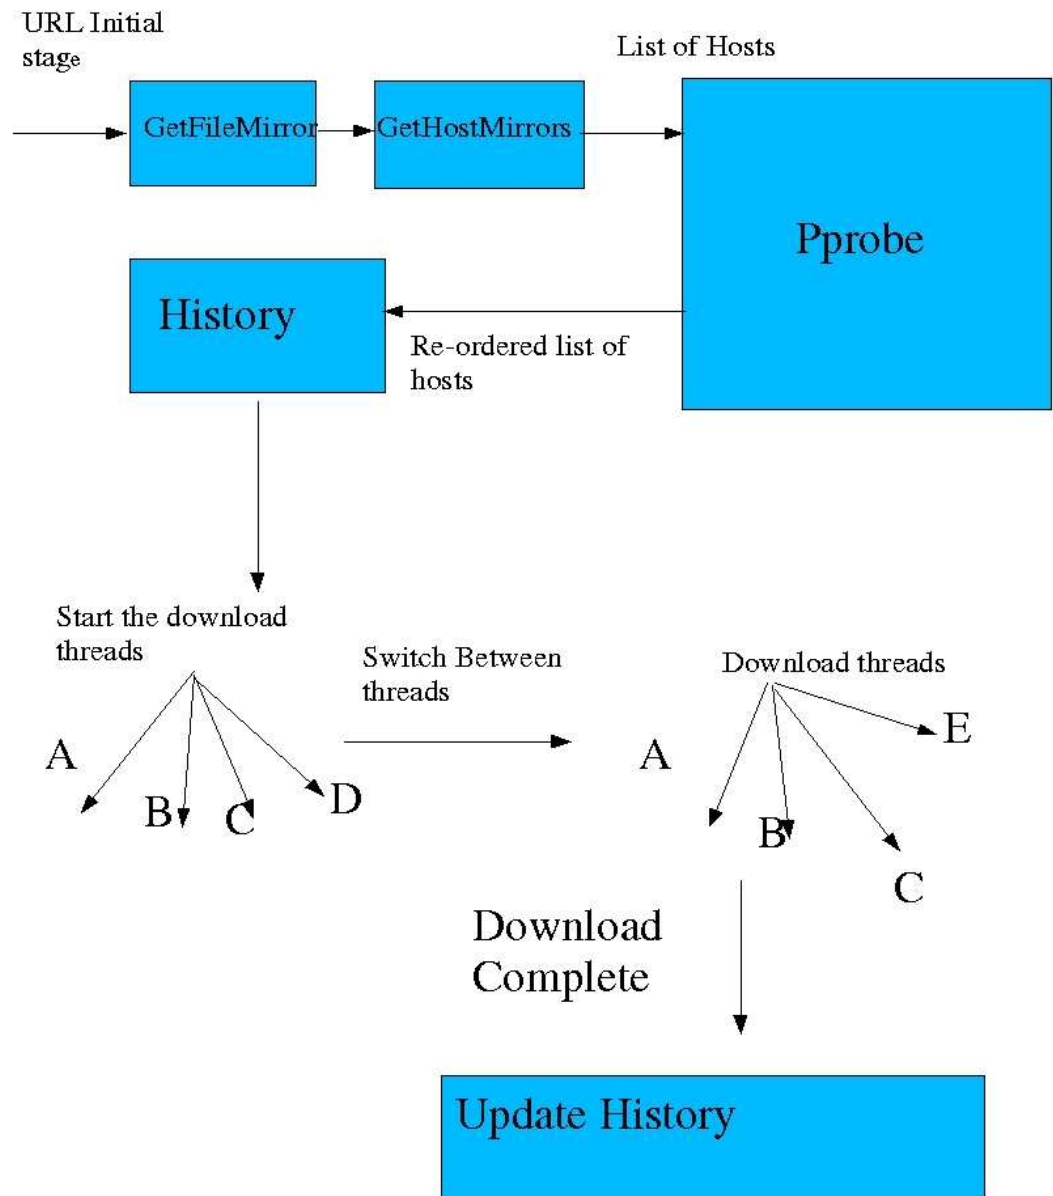 URL Initial
stage
List of Hosts
GetFileMirror
GetHostMirrors
Pprobe
History
Re-ordered list of
hosts
Start the download
threads
Switch Between
threads
Download threads
A
B
C
D
A
B
C
E
Download
Complete
Update History